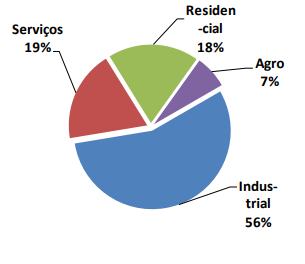 Residen
-cial
18%
Serviços
19%
Agro
7%
Indus-
trial
56%